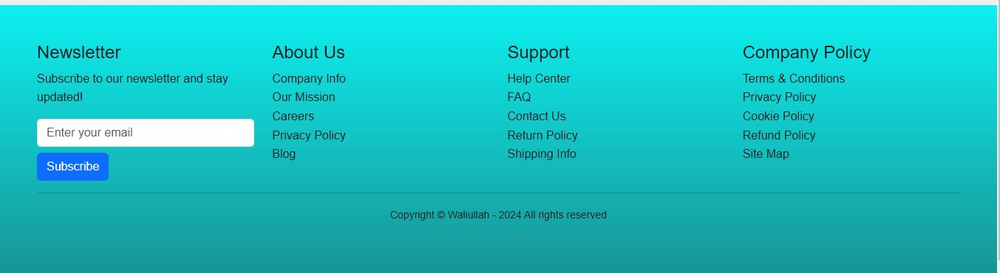 Newsletter
Subscribe to our newsletter and stay
updated!
Enter your email
Subscribe
About Us
Company Info
Our Mission
Careers
Privacy Policy
Blog
Support
Help Center
FAQ
Contact Us
Return Policy
Shipping Info
Company Policy
Terms & Conditions
Privacy Policy
Cookie Policy
Refund Policy
Site Map
Copyright © Waliullah - 2024 All rights reserved